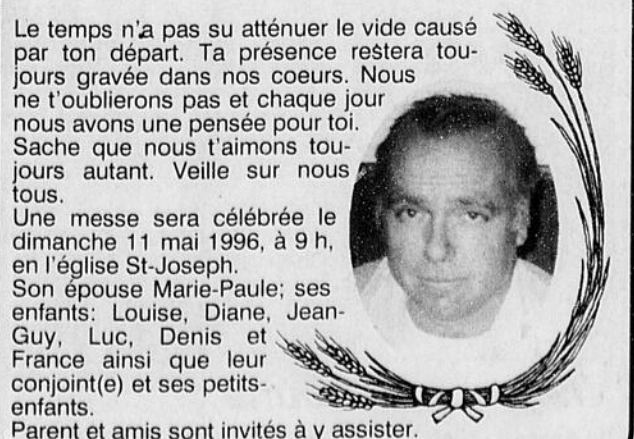 Le temps n'a pas su atténuer le vide causé
par ton départ. Ta présence restera tou-
jours gravée dans nos coeurs. Nous
ne t'oublierons pas et chaque jour
nous avons une pensée pour toi.
Sache que nous t'aimons tou-
jours autant. Veille sur nous
tous.
Une messe sera célébrée le
dimanche 11 mai 1996, à 9 h,
en l'église St-Joseph.
Son épouse Marie-Paule; ses
enfants: Louise, Diane, Jean-
Guy, Luc, Denis et
France ainsi que leur
conjoint(e) et ses petits-
enfants.
Parent et amis sont invités à y assister.